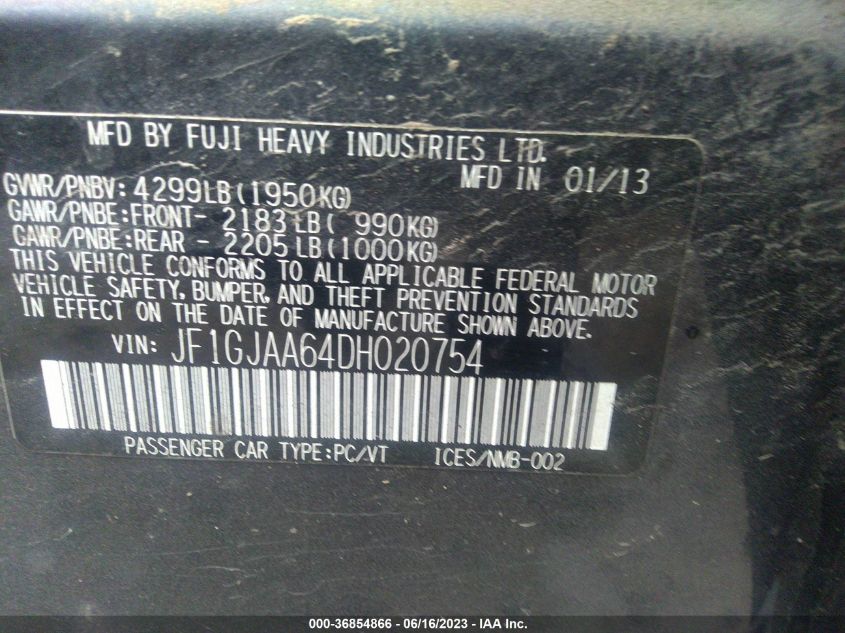 MFD BY FUJI HEAVY INDUSTRIES LTD.
GVWR/PNBV: 4299LB(1950KG) MFD IN 01/13
GAWR/PNBE:FRONT- 2183LB( 990KG)
GAWR/PNBE:REAR - 2205LB(1000KG)
THIS VEHICLE CONFORMS TO ALL APPLICABLE FEDERAL MOTOR
VEHICLE SAFETY, BUMPER, AND THEFT PREVENTION STANDARDS
IN EFFECT ON THE DATE OF MANUFACTURE SHOWN ABOVE.
VIN: JF1GJAA64DH020754
PASSENGER CAR TYPE:PC/VT ICES/NMB-002
000-36854866 - 06/16/2023 - IAA Inc.